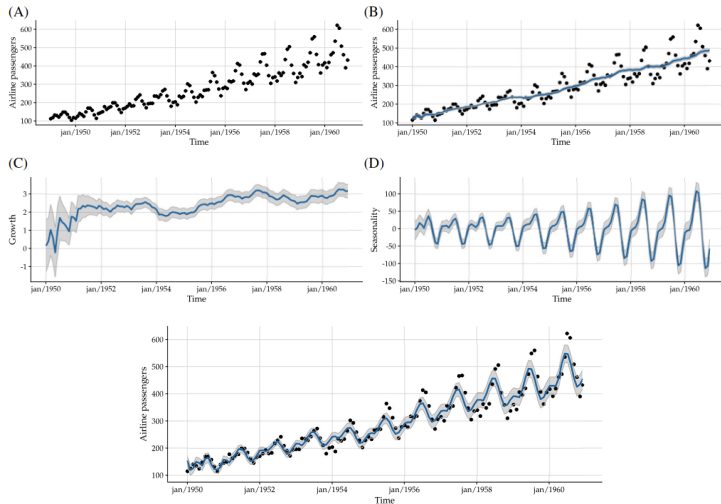 (A)
(B)
600
500
400
300
200
100
Airline passengers
jan/1950 jan/1952 jan/1954 jan/1956 jan/1958 jan/1960
Time
600
500
400
300
200
100
Airline passengers
jan/1950 jan/1952 jan/1954 jan/1956 jan/1958 jan/1960
Time
(C)
(D)
3
2
1
0
-1
Growth
jan/1950 jan/1952 jan/1954 jan/1956 jan/1958 jan/1960
Time
100
50
0
-50
-100
-150
Seasonality
jan/1950 jan/1952 jan/1954 jan/1956 jan/1958 jan/1960
Time
600
500
400
300
200
100
Airline passengers
jan/1950 jan/1952 jan/1954 jan/1956 jan/1958 jan/1960
Time